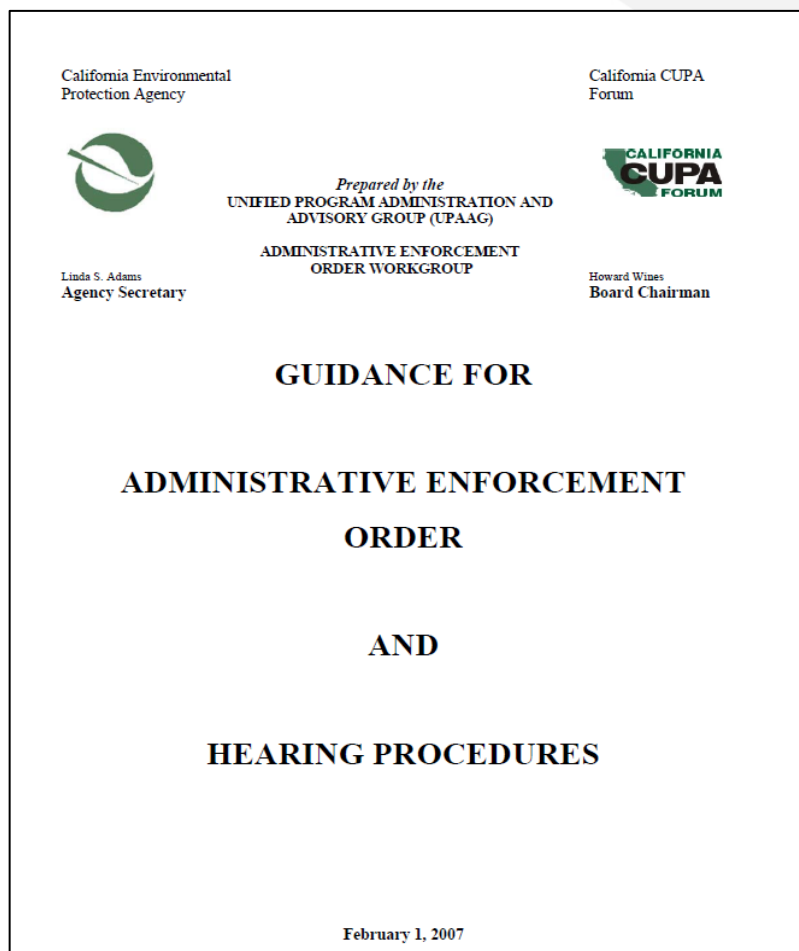 California Environmental
Protection Agency
California CUPA
Forum
CALIFORNIA
CUPA
FORUM
Prepared by the
UNIFIED PROGRAM ADMINISTRATION AND
ADVISORY GROUP (UPAAG)
ADMINISTRATIVE ENFORCEMENT
ORDER WORKGROUP
Linda S. Adams
Agency Secretary
Howard Wines
Board Chairman
GUIDANCE FOR
ADMINISTRATIVE ENFORCEMENT
ORDER
AND
HEARING PROCEDURES
February 1, 2007